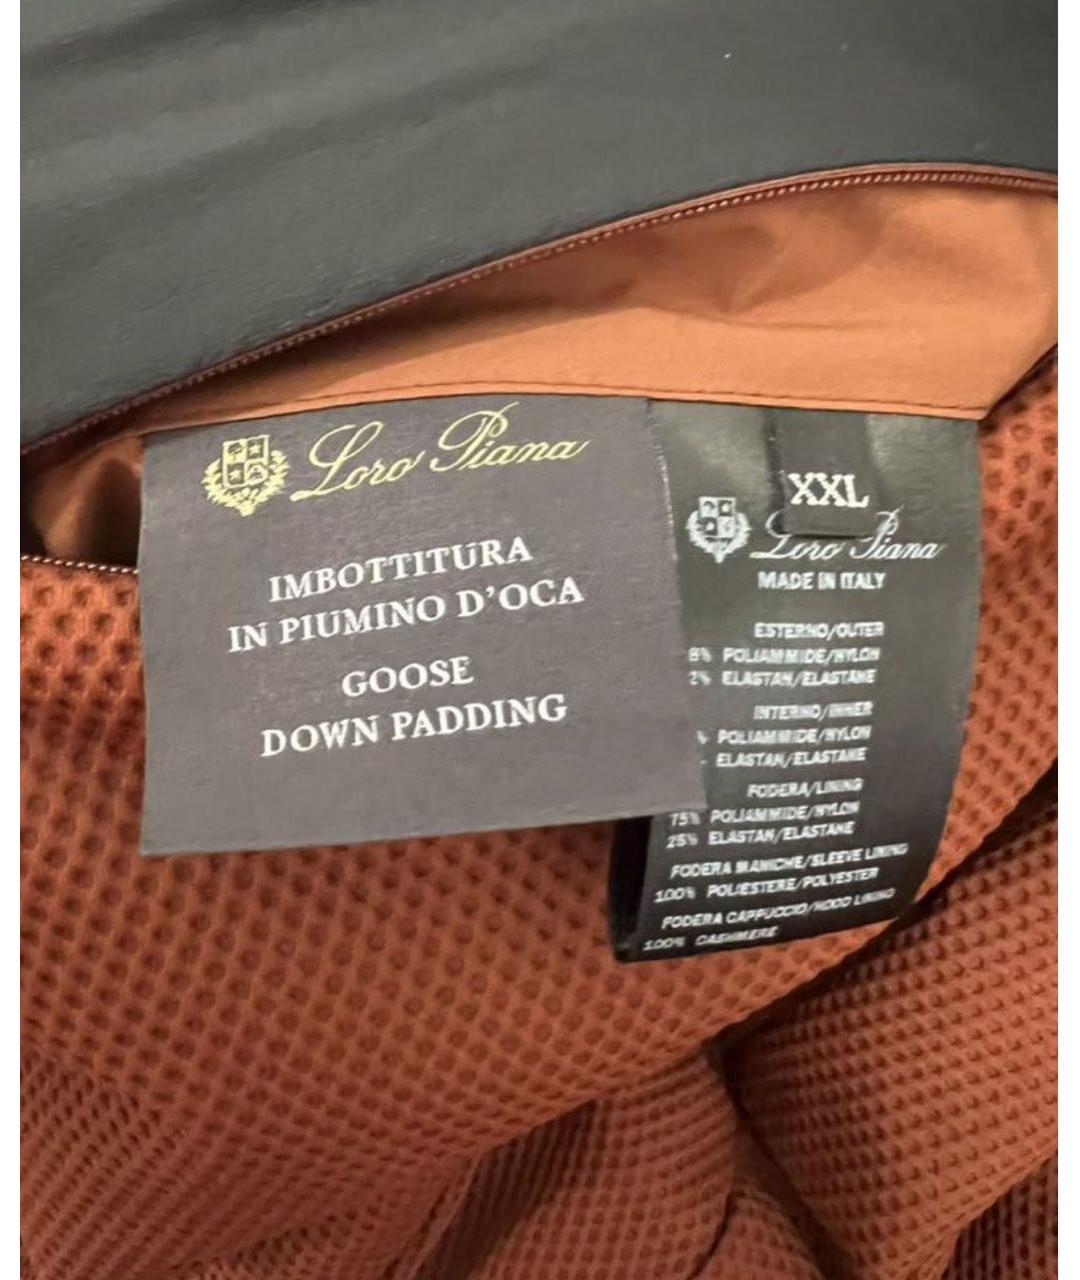 Loro Piana
IMBOTTITURA
IN PIUMINO D'OCA
GOOSE
DOWN PADDING
XXL
Loro Piana
MADE IN ITALY
ESTERNO/OUTER
8% POLIAMMIDE/NYLON
2% ELASTAN/ELASTANE
INTERNO/INNER
% POLIAMMIDE/NYLON
ELASTAN/ELASTANE
FODERA/LINING
75% POLIAMMIDE/NYLON
25% ELASTAN/ELASTANE
FODERA MANICHE/SLEEVE LINING
100% POLIESTERE/POLYESTER
FODERA CAPPUCCIO/HOOD LINING
100% CASHMERE